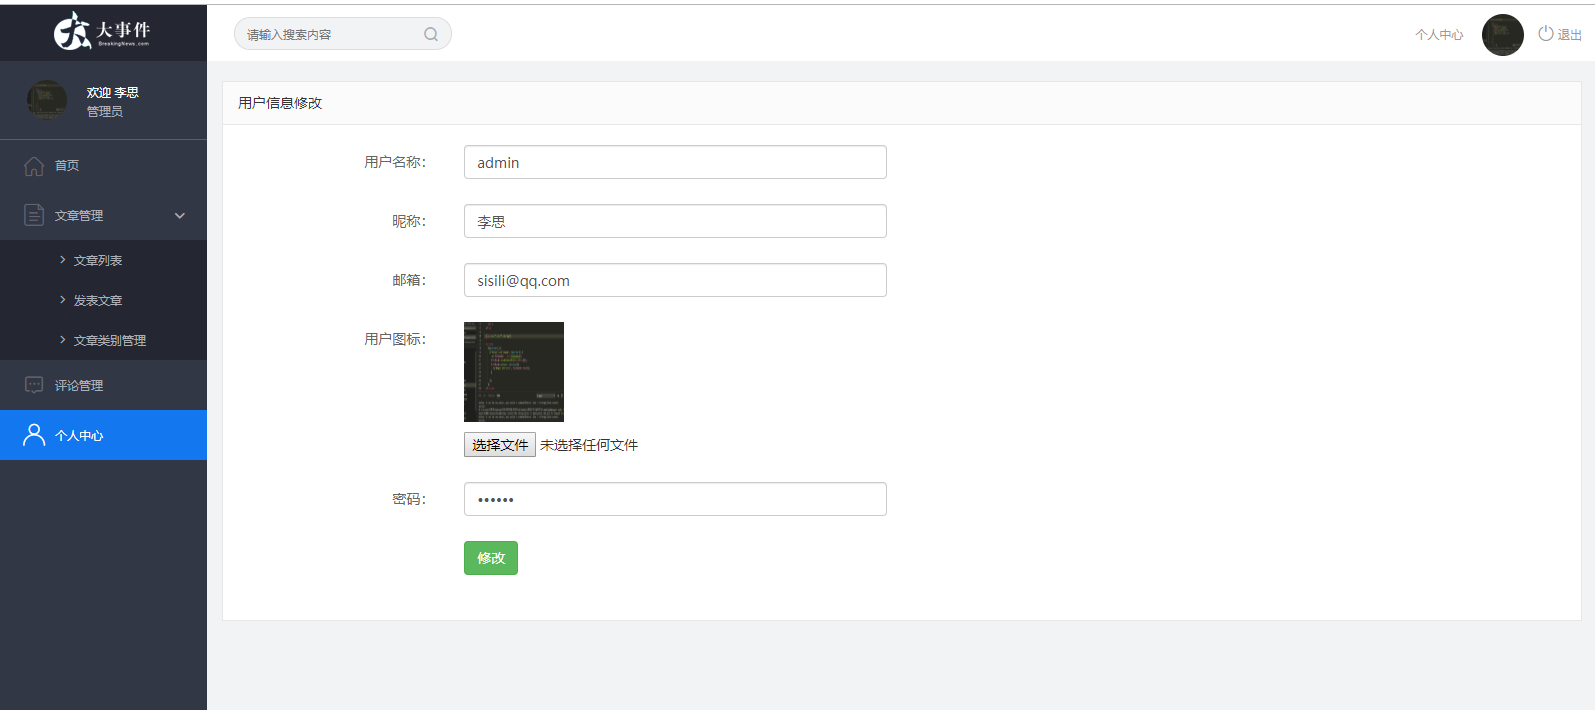 大事件
BreakingNews.com
请输入搜索内容
个人中心
退出
欢迎 李思
管理员
首页
文章管理
文章列表
发表文章
文章类别管理
评论管理
个人中心
用户信息修改
用户名称:
admin
昵称:
李思
邮箱:
sisili@qq.com
用户图标:
选择文件 未选择任何文件
密码:
••••••
修改